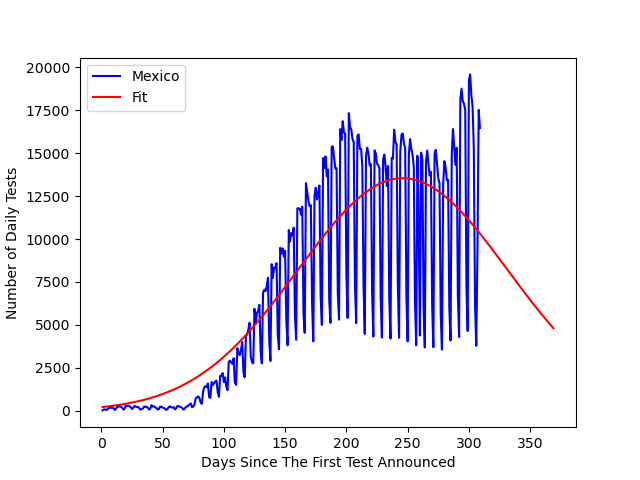 Mexico
Fit
20000
17500
15000
12500
10000
7500
5000
2500
0
Number of Daily Tests
0 50 100 150 200 250 300 350
Days Since The First Test Announced